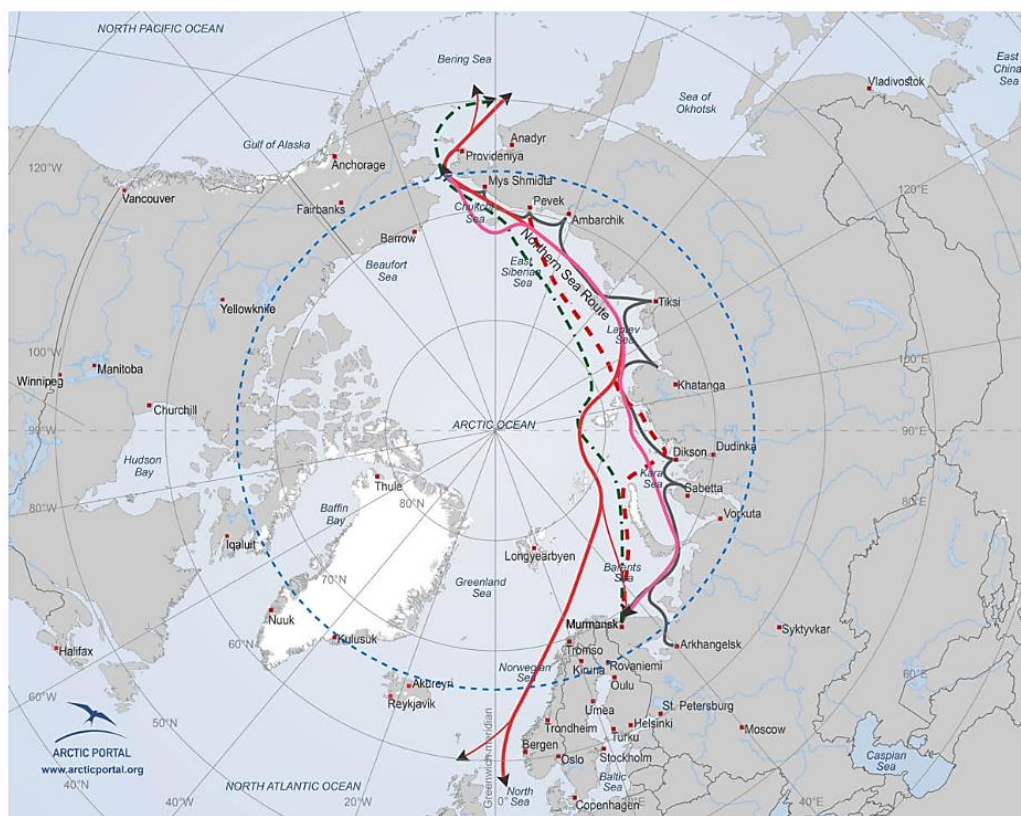 NORTH PACIFIC OCEAN
Bering Sea
East
China
Sea
Vladivostok
Sea of
Okhotsk
Anadyr
Gulf of Alaska
Provideniya
Anchorage
120°W
120°E
Vancouver
Mys Shmidta
Fairbanks
Pevek
Chukchi
Sea
Ambarchik
Barrow
Beaufort
Sea
East
Siberian
Sea
Northern Sea Route
Yellowknife
Tiksi
Laptev
Sea
100°W
100°E
Manitoba
Winnipeg
Khatanga
Churchill
ARCTIC OCEAN
90°W
90°E
Dikson
Dudinka
Hudson
Bay
Kara
Sea
Thule
Sabetta
80°W
80°N
80°E
Vorkuta
Baffin
Bay
Iqaluit
Longyearbyen
Barents
Sea
Greenland
Sea
70°N
Nuuk
Murmansk
Syktyvkar
Kulusuk
Tromso
Arkhangelsk
60°N
Halifax
Norwegian
Sea
Kiruna
Rovaniemi
Akureyri
Oulu
60°W
60°E
Reykjavik
Umea
St. Petersburg
50°N
Trondheim
Helsinki
Moscow
Turku
ARCTIC PORTAL
www.arcticportal.org
Bergen
Oslo
Stockholm
Caspian
Sea
Greenwich meridian
40°N
40°W
NORTH ATLANTIC OCEAN
20°W
0°
North
Sea
Baltic
Sea
Copenhagen
20°E
40°E